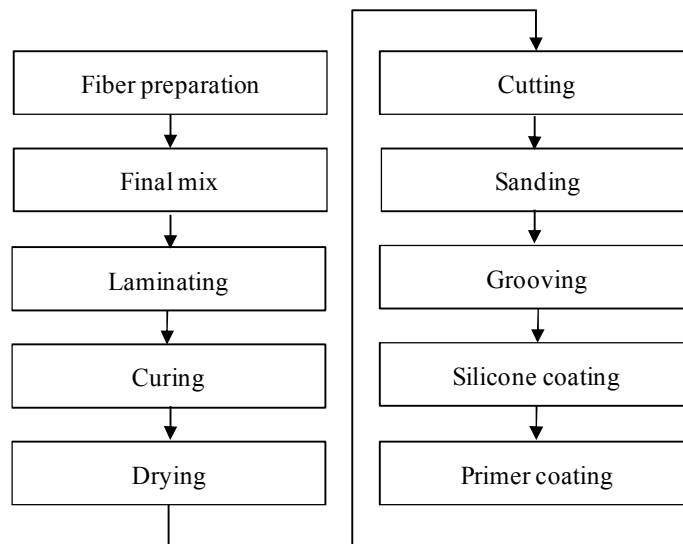 Fiber preparation
Final mix
Laminating
Curing
Drying
Cutting
Sanding
Grooving
Silicone coating
Primer coating